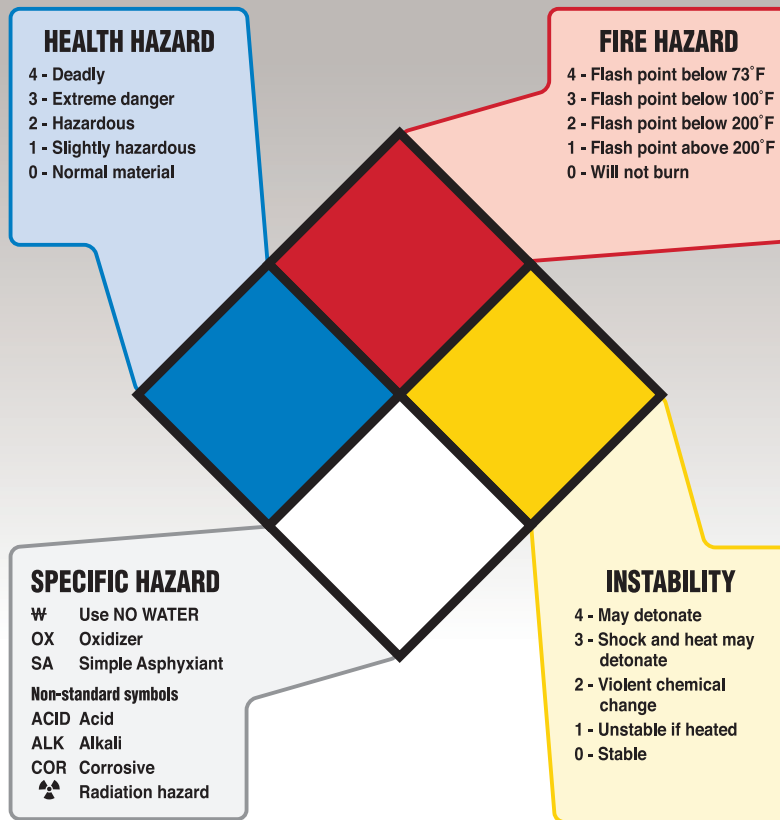 HEALTH HAZARD
4 - Deadly
3 - Extreme danger
2 - Hazardous
1 - Slightly hazardous
0 - Normal material
FIRE HAZARD
4 - Flash point below 73°F
3 - Flash point below 100°F
2 - Flash point below 200°F
1 - Flash point above 200°F
0 - Will not burn
SPECIFIC HAZARD
W̶ Use NO WATER
OX Oxidizer
SA Simple Asphyxiant
Non-standard symbols
ACID Acid
ALK Alkali
COR Corrosive
☢ Radiation hazard
INSTABILITY
4 - May detonate
3 - Shock and heat may
detonate
2 - Violent chemical
change
1 - Unstable if heated
0 - Stable